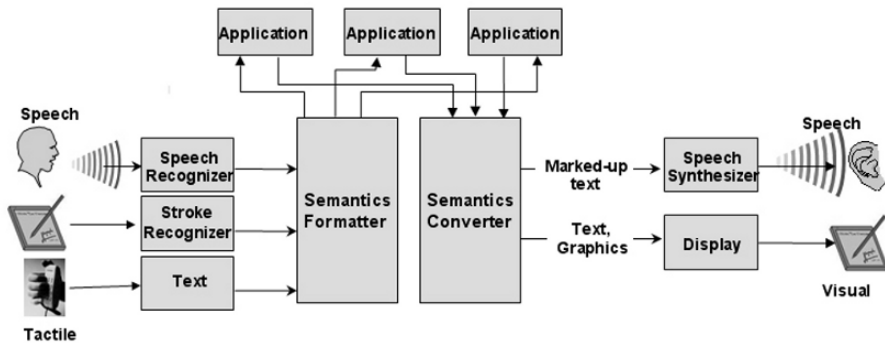 Application
Application
Application
Speech
Speech
Recognizer
Stroke
Recognizer
Text
Tactile
Semantics
Formatter
Semantics
Converter
Marked-up
text
Text,
Graphics
Speech
Synthesizer
Display
Speech
Visual